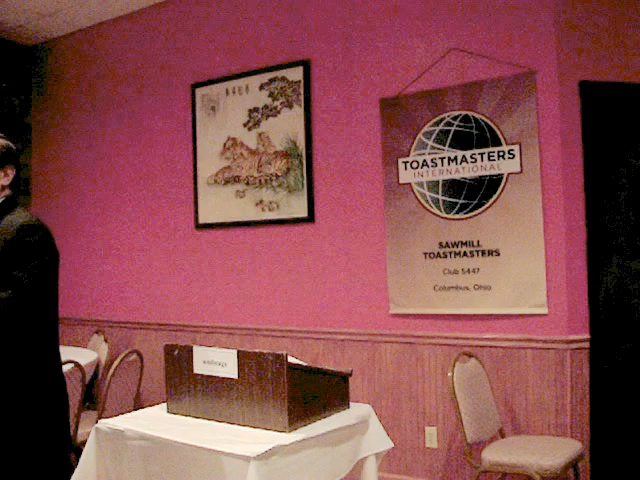 TOASTMASTERS
INTERNATIONAL
SAWMILL
TOASTMASTERS
Club 5447
Columbus, Ohio